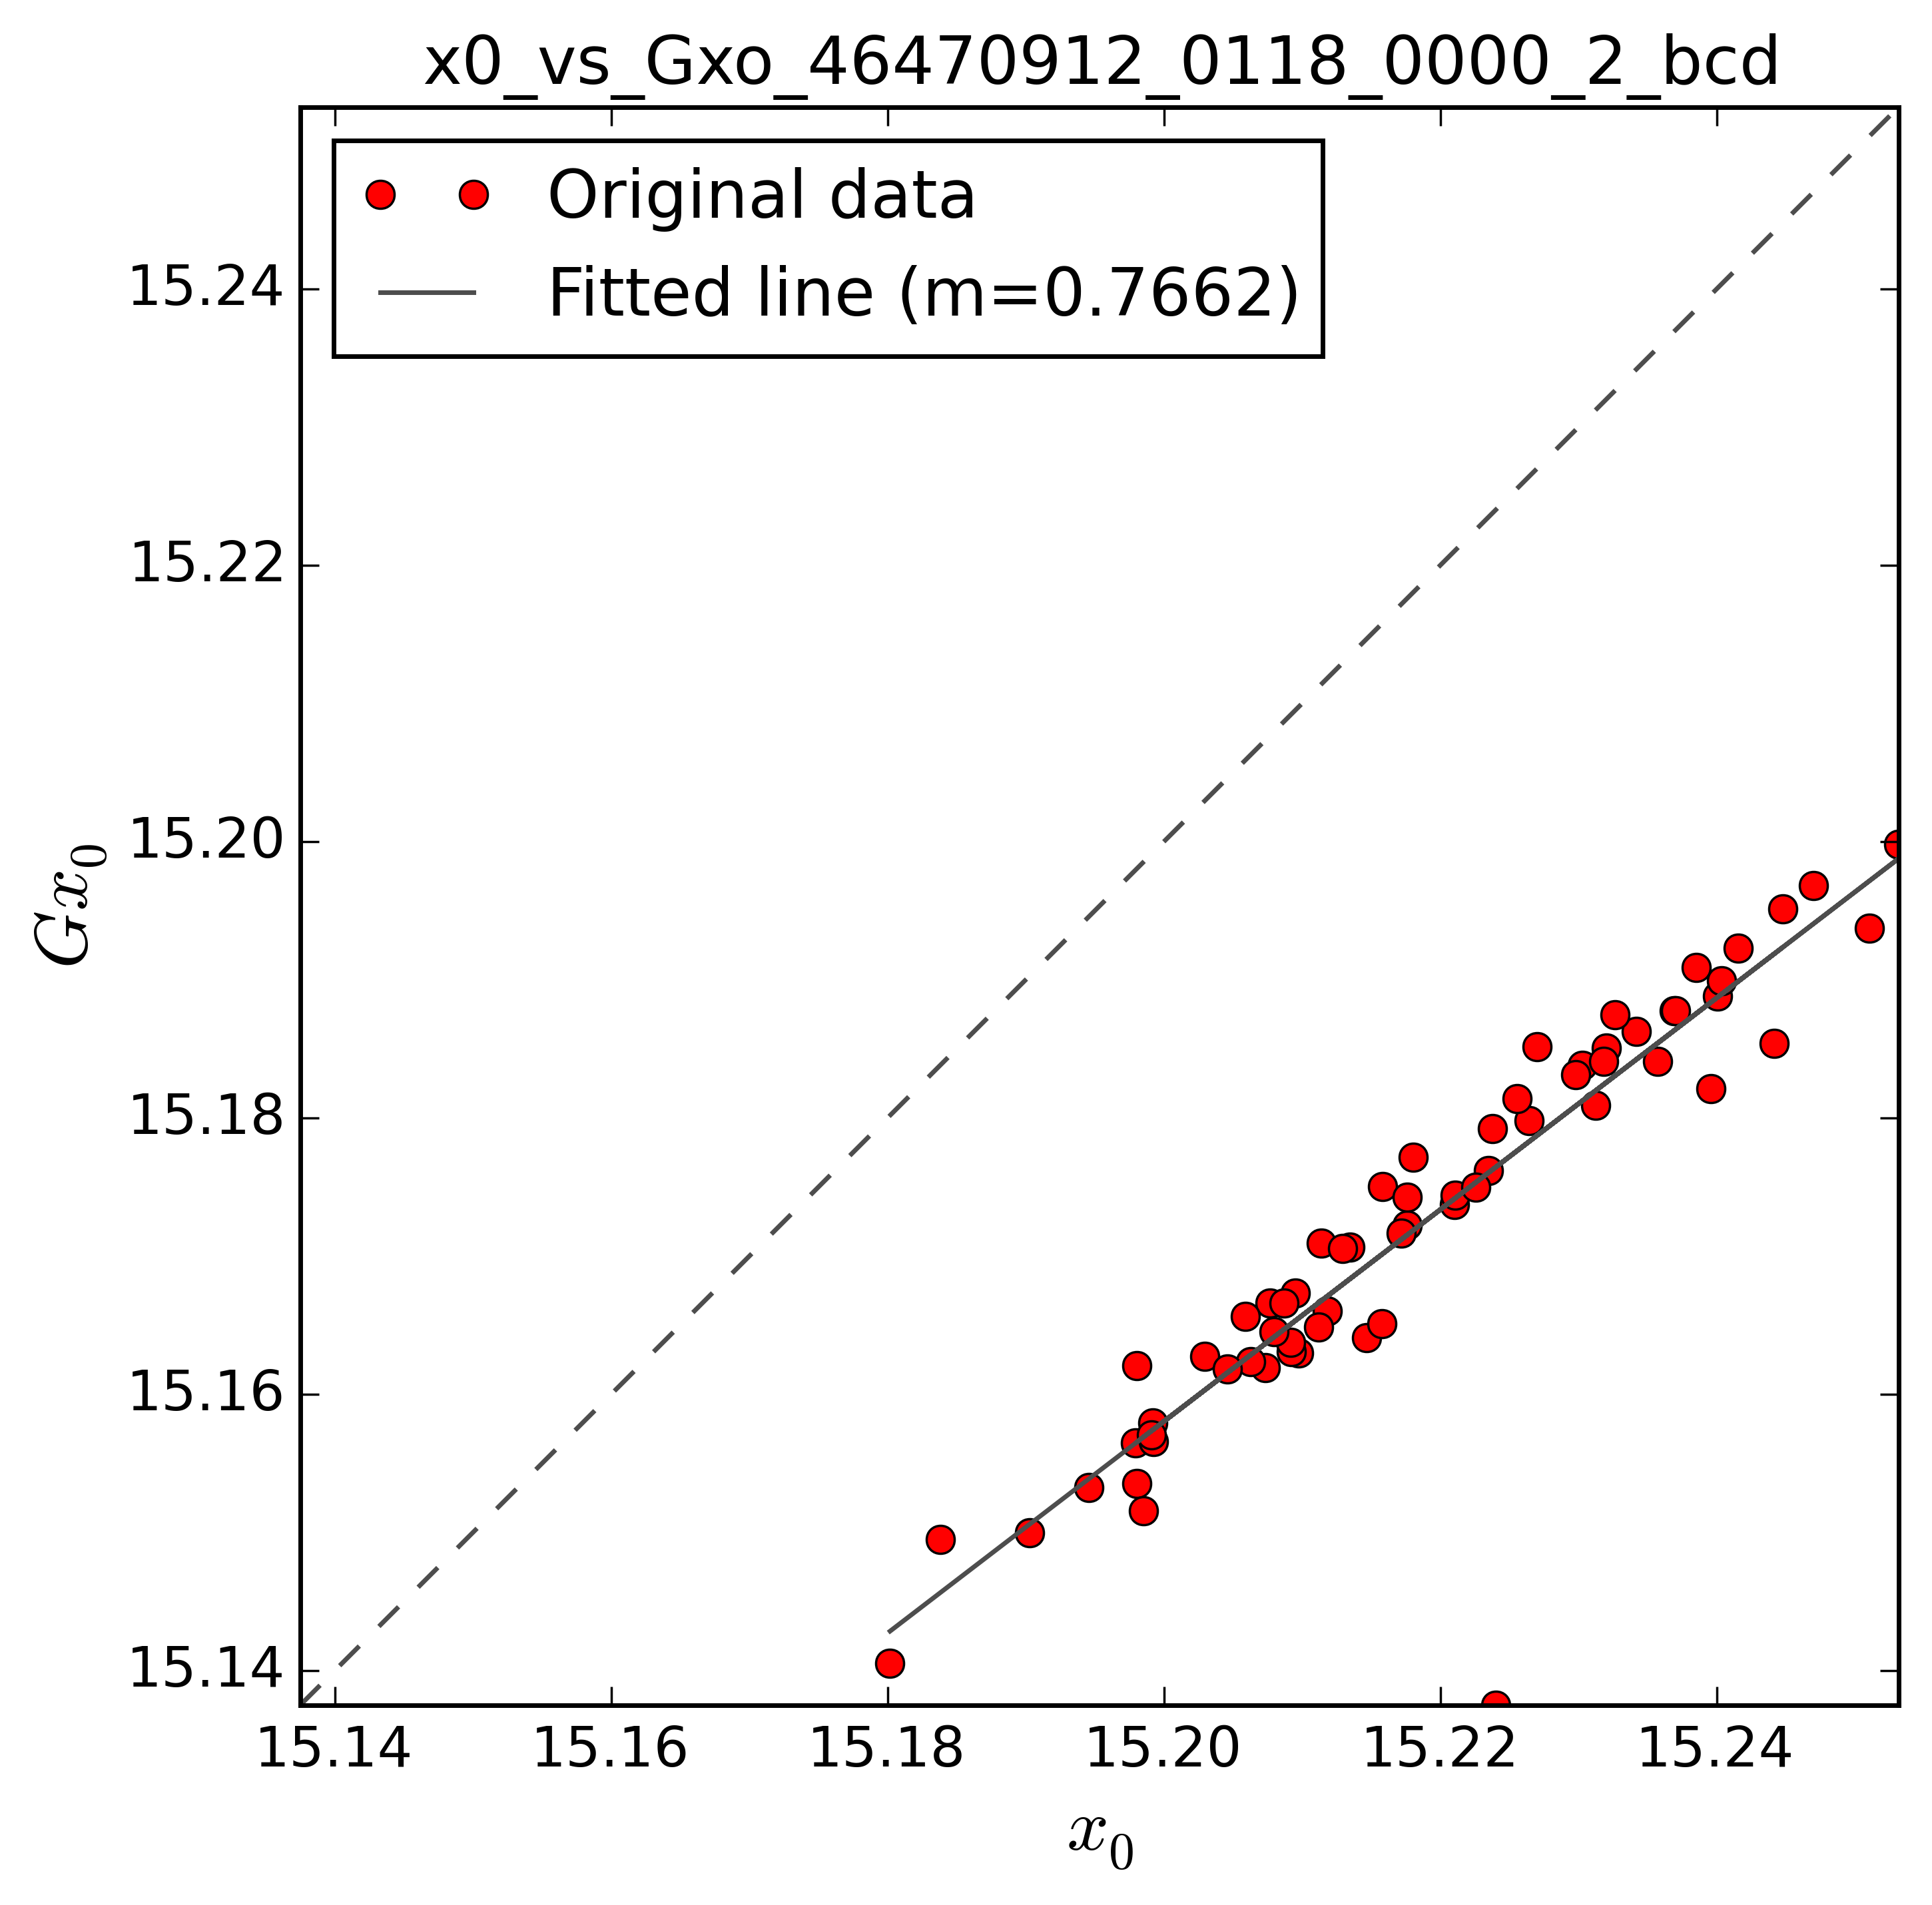 x0_vs_Gxo_46470912_0118_0000_2_bcd
Original data
Fitted line (m=0.7662)
15.24
15.22
15.20
15.18
15.16
15.14
Gx₀
15.14 15.16 15.18 15.20 15.22 15.24
x₀